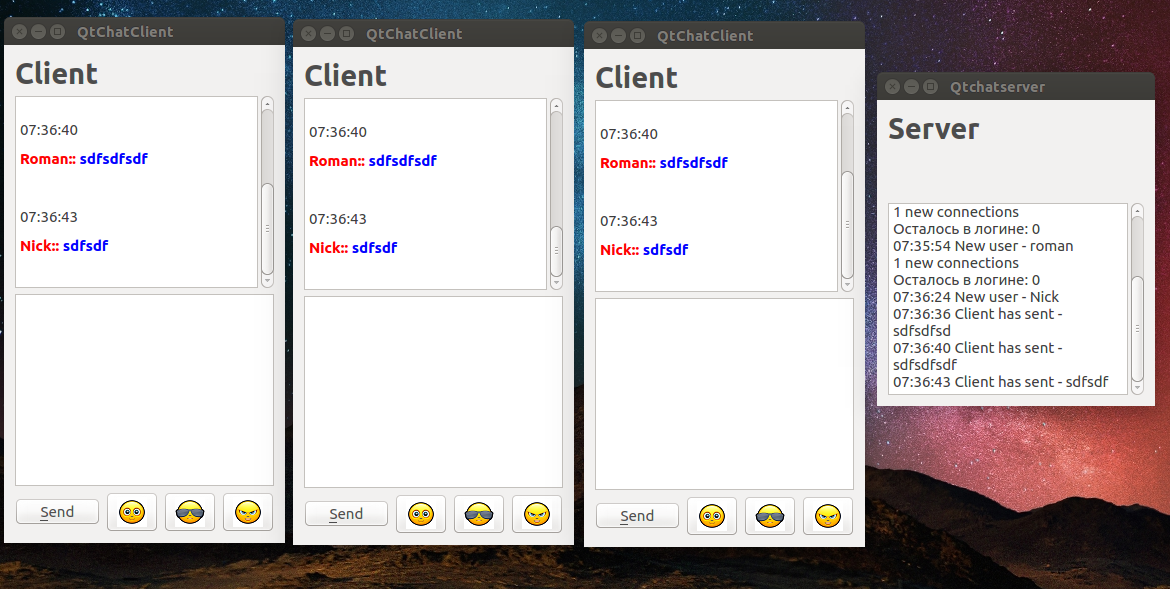 QtChatClient
Client
07:36:40
Roman:: sdfsdfsdf
07:36:43
Nick:: sdfsdf
Send
QtChatClient
Client
07:36:40
Roman:: sdfsdfsdf
07:36:43
Nick:: sdfsdf
Send
QtChatClient
Client
07:36:40
Roman:: sdfsdfsdf
07:36:43
Nick:: sdfsdf
Send
Qtchatserver
Server
1 new connections
Осталось в логине: 0
07:35:54 New user - roman
1 new connections
Осталось в логине: 0
07:36:24 New user - Nick
07:36:36 Client has sent -
sdfsdfsd
07:36:40 Client has sent -
sdfsdfsdf
07:36:43 Client has sent - sdfsdf